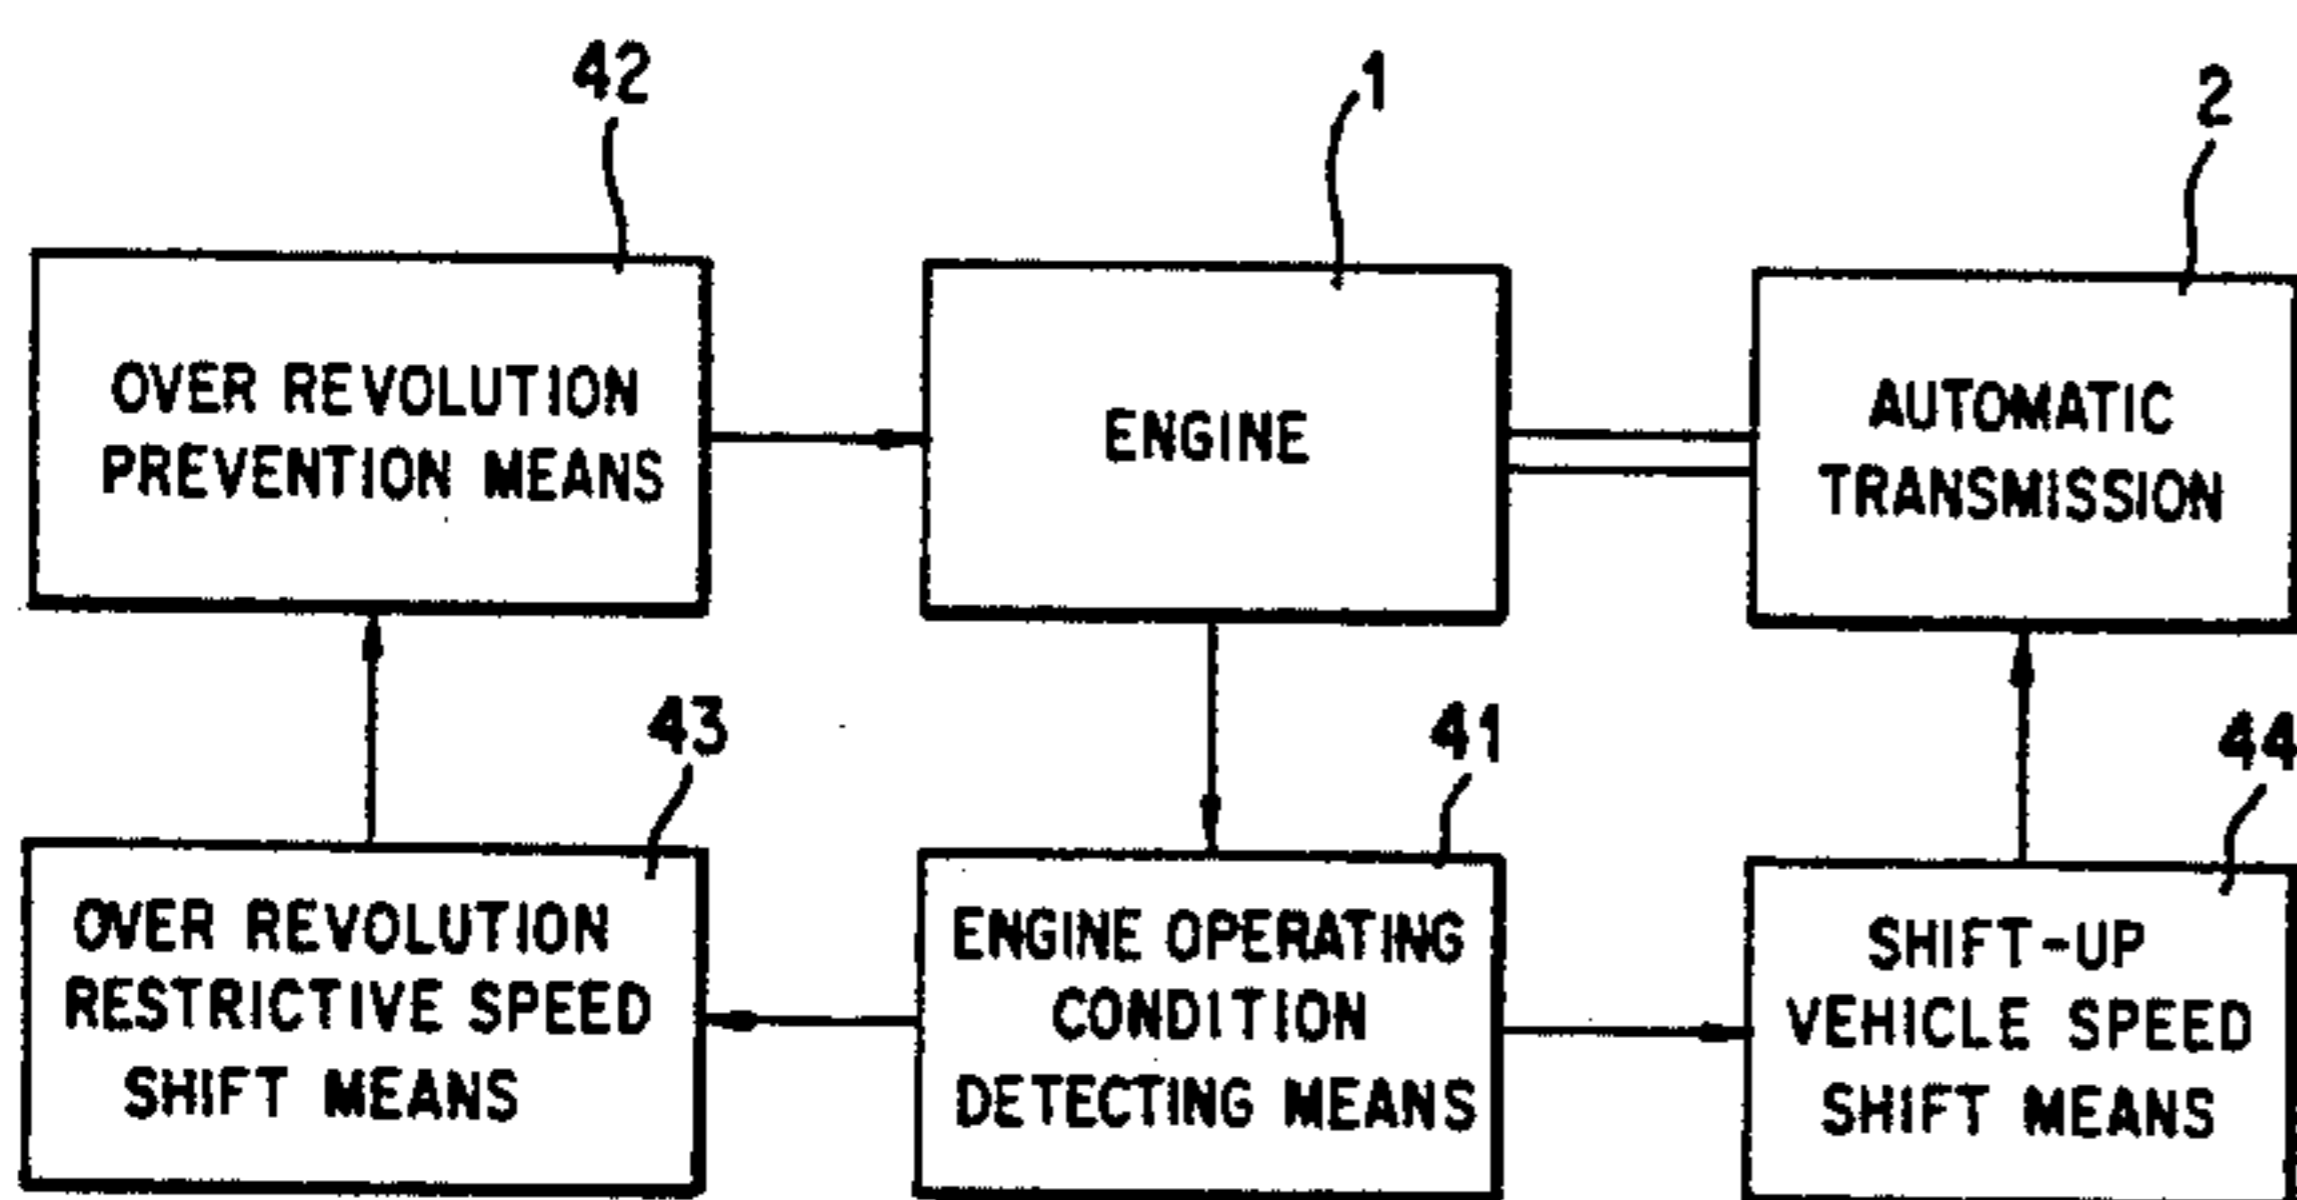 42
1
2
OVER REVOLUTION
PREVENTION MEANS
ENGINE
AUTOMATIC
TRANSMISSION
43
41
44
OVER REVOLUTION
RESTRICTIVE SPEED
SHIFT MEANS
ENGINE OPERATING
CONDITION
DETECTING MEANS
SHIFT-UP
VEHICLE SPEED
SHIFT MEANS